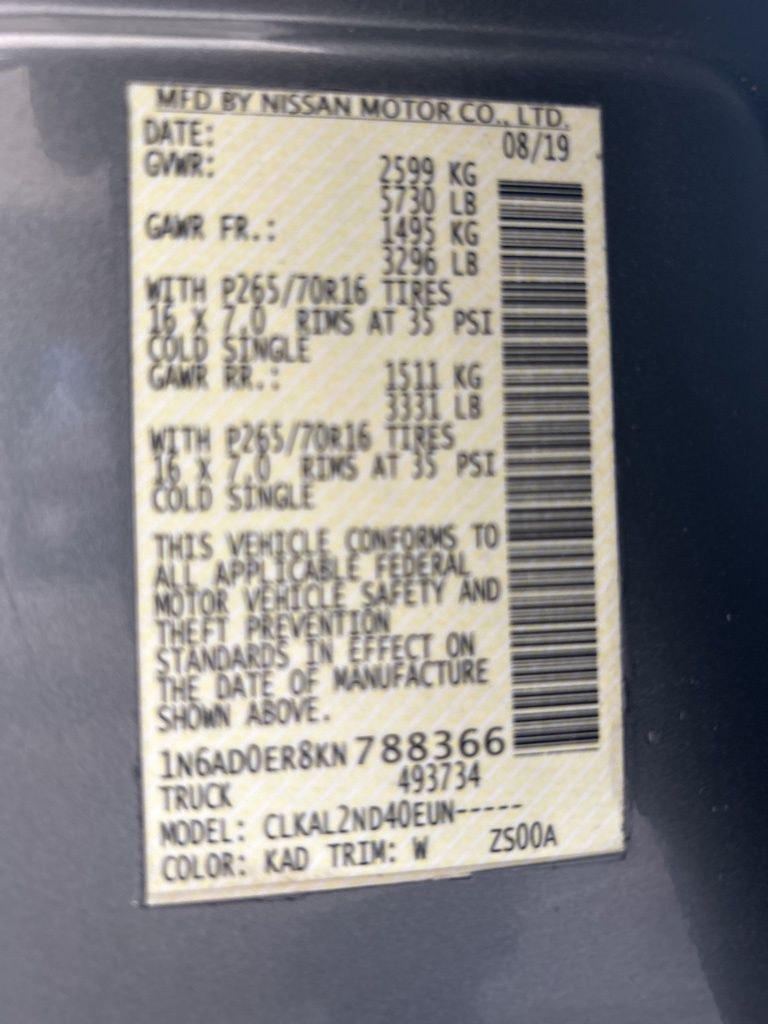 MFD BY NISSAN MOTOR CO., LTD.
DATE: 08/19
GVWR: 2599 KG
5730 LB
GAWR FR.: 1495 KG
3296 LB
WITH P265/70R16 TIRES
16 X 7.0 RIMS AT 35 PSI
COLD SINGLE
GAWR RR.: 1511 KG
3331 LB
WITH P265/70R16 TIRES
16 X 7.0 RIMS AT 35 PSI
COLD SINGLE
THIS VEHICLE CONFORMS TO
ALL APPLICABLE FEDERAL
MOTOR VEHICLE SAFETY AND
THEFT PREVENTION
STANDARDS IN EFFECT ON
THE DATE OF MANUFACTURE
SHOWN ABOVE.
1N6AD0ER8KN788366
TRUCK 493734
MODEL: CLKAL2ND40EUN-----
COLOR: KAD TRIM: W ZS00A